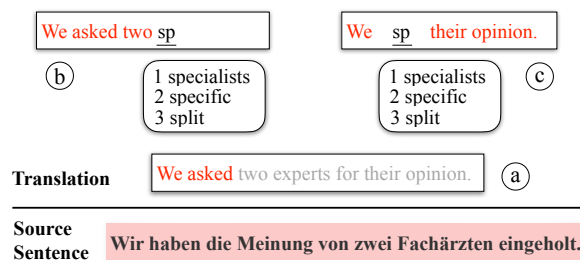 We asked two sp
We sp their opinion.
b
1 specialists
2 specific
3 split
1 specialists
2 specific
3 split
c
Translation
We asked two experts for their opinion.
a
Source
Sentence
Wir haben die Meinung von zwei Fachärzten eingeholt.